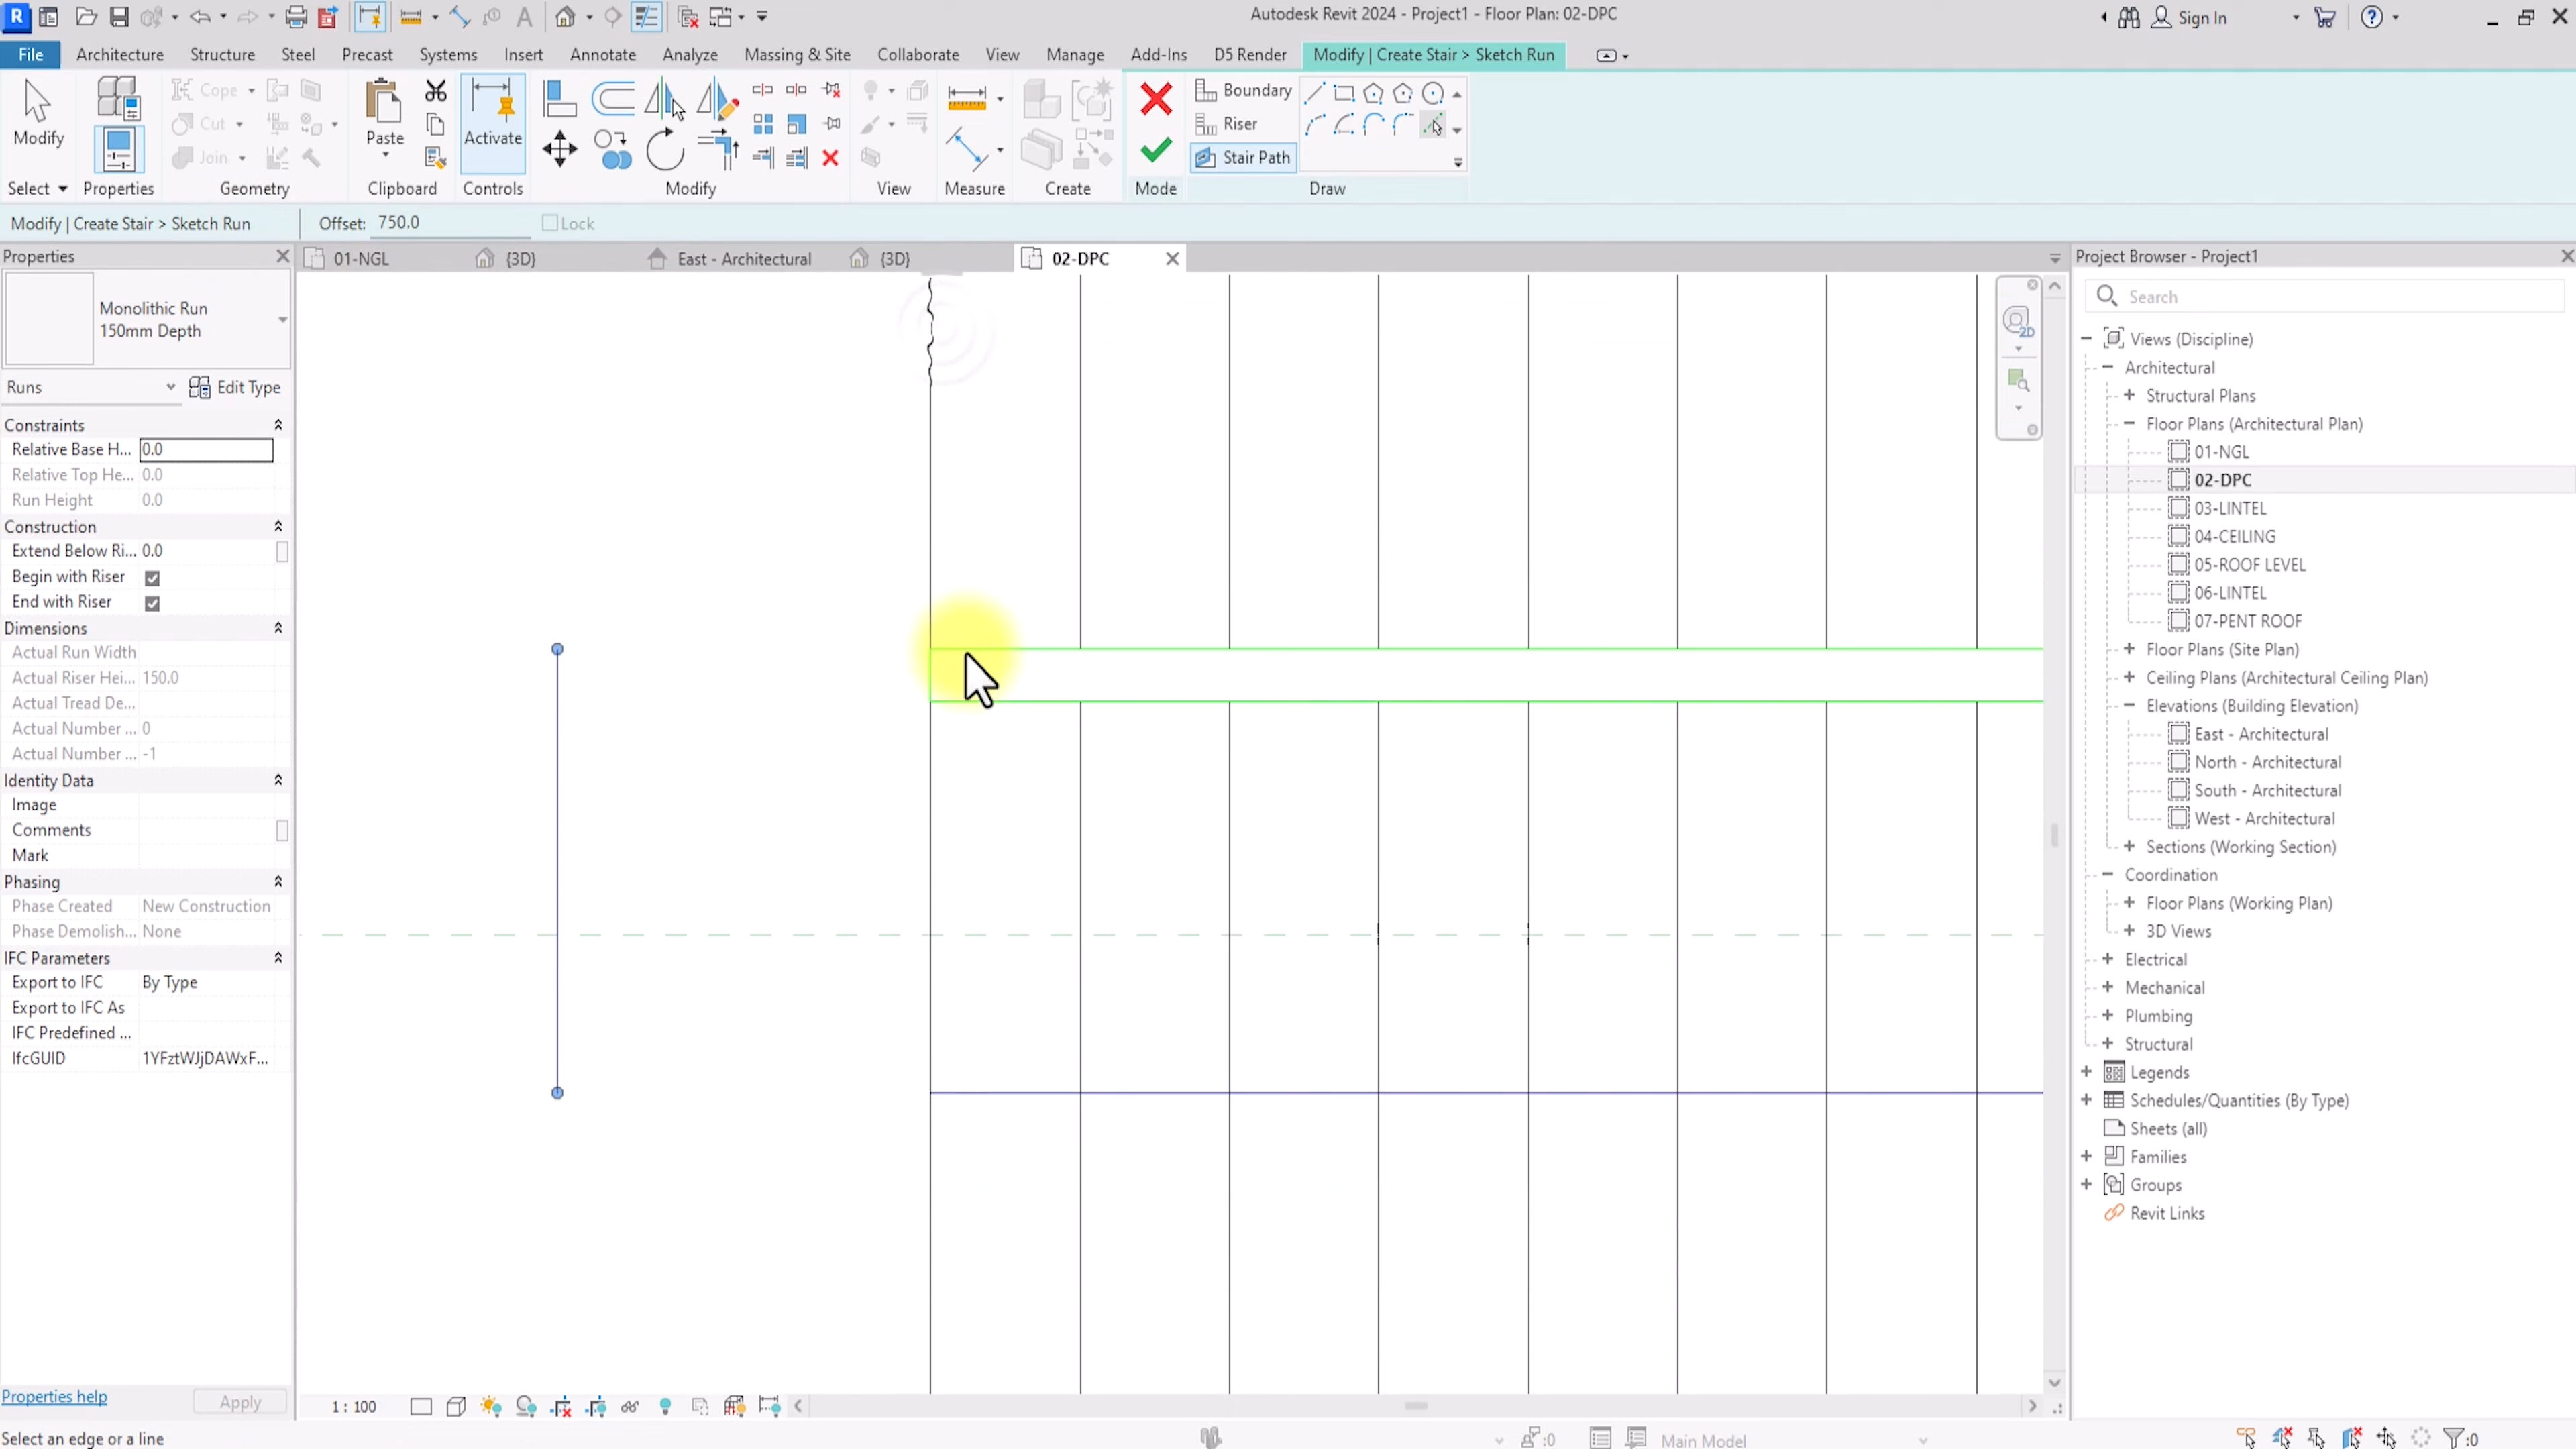 Autodesk Revit 2024 - Project1 - Floor Plan: 02-DPC
Sign In
File Architecture Structure Steel Precast Systems Insert Annotate Analyze Massing & Site Collaborate View Manage Add-Ins D5 Render Modify | Create Stair > Sketch Run
Modify
Cope
Cut
Join
Paste
Activate
Boundary
Riser
Stair Path
Select Properties Geometry Clipboard Controls Modify View Measure Create Mode Draw
Modify | Create Stair > Sketch Run Offset: 750.0 Lock
Properties
01-NGL {3D} East - Architectural {3D} 02-DPC
Monolithic Run
150mm Depth
Runs Edit Type
Constraints
Relative Base H... 0.0
Relative Top He... 0.0
Run Height 0.0
Construction
Extend Below Ri... 0.0
Begin with Riser
End with Riser
Dimensions
Actual Run Width
Actual Riser Hei... 150.0
Actual Tread De...
Actual Number ... 0
Actual Number ... -1
Identity Data
Image
Comments
Mark
Phasing
Phase Created New Construction
Phase Demolish... None
IFC Parameters
Export to IFC By Type
Export to IFC As
IFC Predefined ...
IfcGUID 1YFztWJjDAWxF...
Properties help Apply
2D
Project Browser - Project1
Search
Views (Discipline)
Architectural
Structural Plans
Floor Plans (Architectural Plan)
01-NGL
02-DPC
03-LINTEL
04-CEILING
05-ROOF LEVEL
06-LINTEL
07-PENT ROOF
Floor Plans (Site Plan)
Ceiling Plans (Architectural Ceiling Plan)
Elevations (Building Elevation)
East - Architectural
North - Architectural
South - Architectural
West - Architectural
Sections (Working Section)
Coordination
Floor Plans (Working Plan)
3D Views
Electrical
Mechanical
Plumbing
Structural
Legends
Schedules/Quantities (By Type)
Sheets (all)
Families
Groups
Revit Links
1 : 100
Select an edge or a line
:0
Main Model
:0